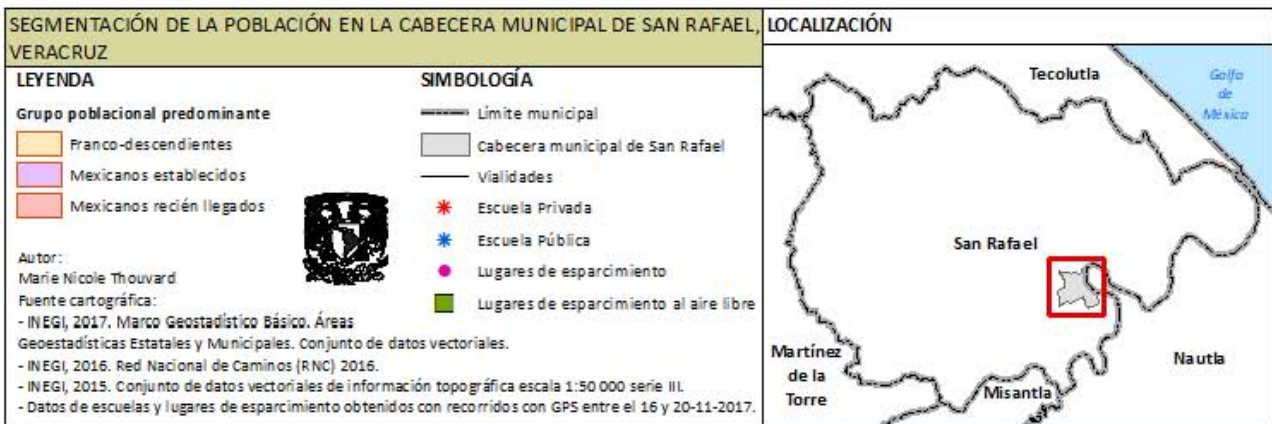 SEGMENTACIÓN DE LA POBLACIÓN EN LA CABECERA MUNICIPAL DE SAN RAFAEL,
VERACRUZ
LEYENDA
Grupo poblacional predominante
Franco-descendientes
Mexicanos establecidos
Mexicanos recién llegados
Autor:
Marie Nicole Thouvard
Fuente cartográfica:
- INEGI, 2017. Marco Geostadístico Básico. Áreas
Geoestadísticas Estatales y Municipales. Conjunto de datos vectoriales.
- INEGI, 2016. Red Nacional de Caminos (RNC) 2016.
- INEGI, 2015. Conjunto de datos vectoriales de información topográfica escala 1:50 000 serie III.
- Datos de escuelas y lugares de esparcimiento obtenidos con recorridos con GPS entre el 16 y 20-11-2017.
SIMBOLOGÍA
Límite municipal
Cabecera municipal de San Rafael
Vialidades
Escuela Privada
Escuela Pública
Lugares de esparcimiento
Lugares de esparcimiento al aire libre
LOCALIZACIÓN
Tecolutla
Golfo
de
México
San Rafael
Martínez
de la
Torre
Misantla
Nautla